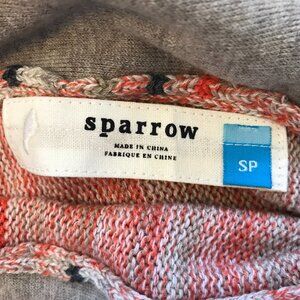 sparrow
MADE IN CHINA
FABRIQUE EN CHINE
SP